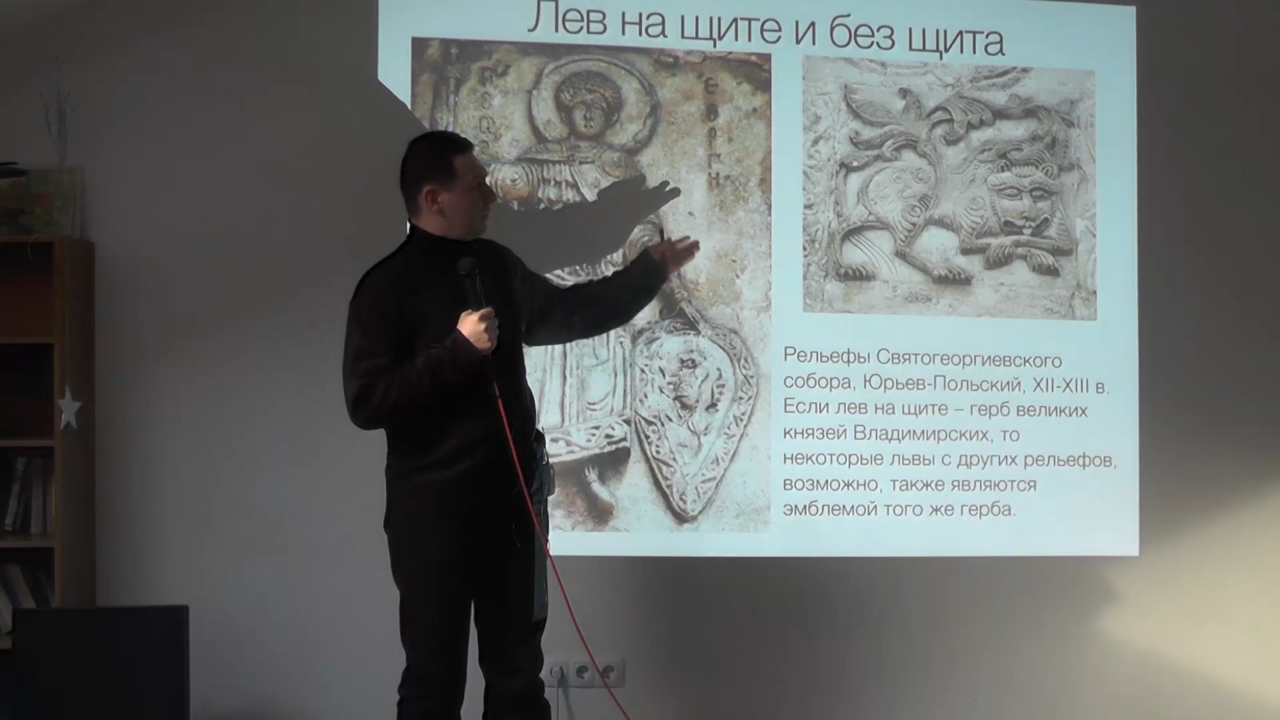 Лев на щите и без щита
Рельефы Святогеоргиевского
собора, Юрьев-Польский, XII-XIII в.
Если лев на щите – герб великих
князей Владимирских, то
некоторые львы с других рельефов,
возможно, также являются
эмблемой того же герба.